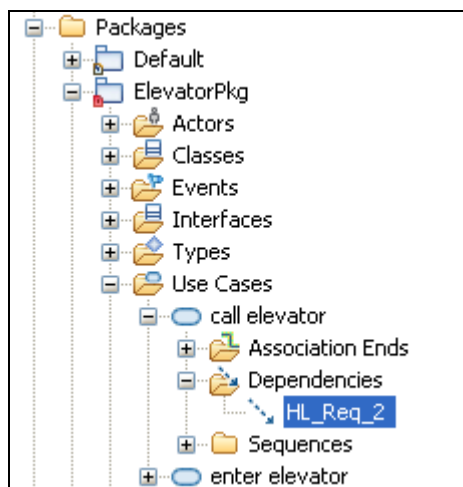 Packages
Default
ElevatorPkg
Actors
Classes
Events
Interfaces
Types
Use Cases
call elevator
Association Ends
Dependencies
HL_Req_2
Sequences
enter elevator